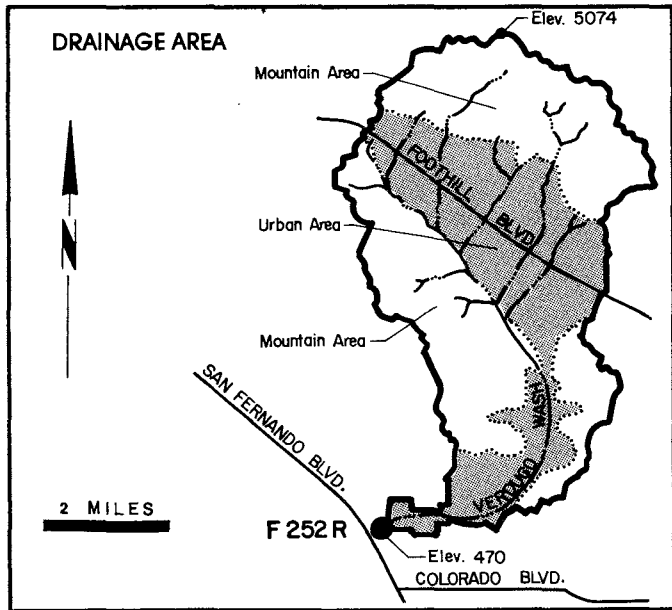 Elev. 5074
DRAINAGE AREA
Mountain Area
FOOTHILL BLVD.
N
Urban Area
Mountain Area
SAN FERNANDO BLVD.
VERDUGO WASH
2 MILES
F 252 R
Elev. 470
COLORADO BLVD.